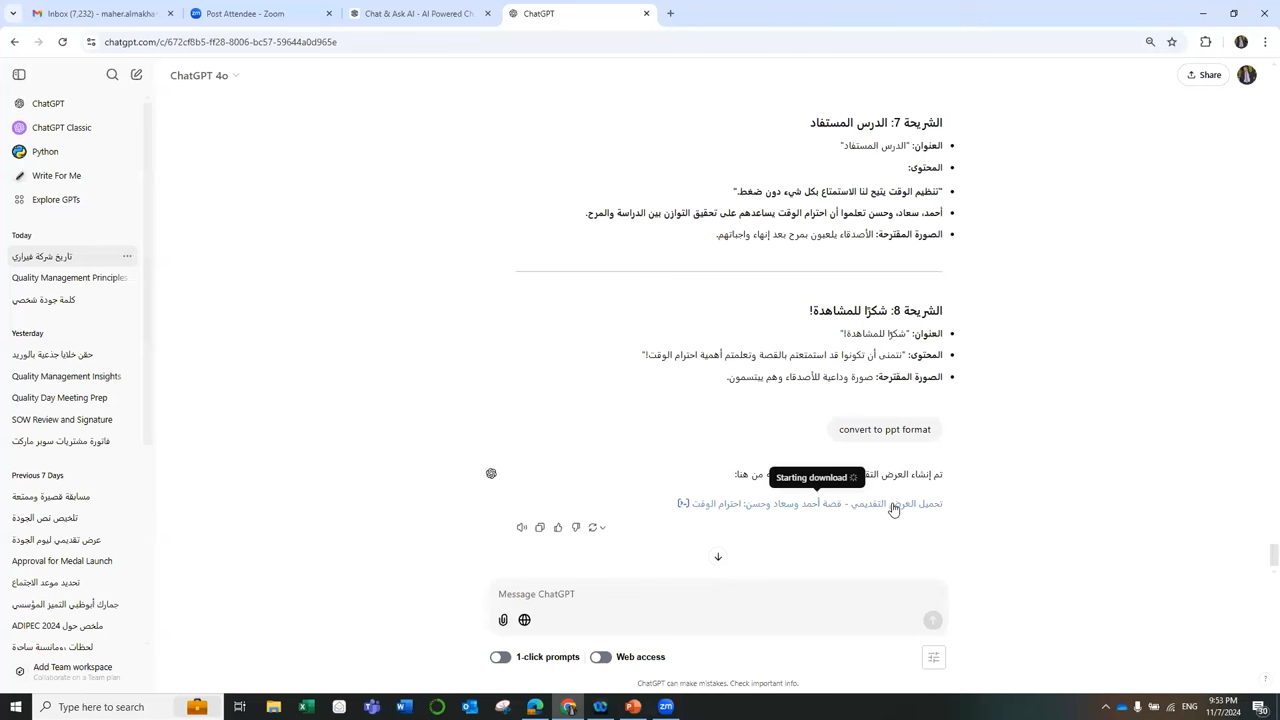 Inbox (7,232) - maher.almakha
Post Attendee - Zoom
Chat & Ask AI - AI Powered Ch
ChatGPT
chatgpt.com/c/672cf8b5-ff28-8006-bc57-59644a0d965e
ChatGPT 4o
Share
ChatGPT
ChatGPT Classic
Python
Write For Me
Explore GPTs
Today
تاريخ شركة فيراري
Quality Management Principles
كلمة جودة شخصي
Yesterday
حقن خلايا جذعية بالوريد
Quality Management Insights
Quality Day Meeting Prep
SOW Review and Signature
فاتورة مشتريات سوبر ماركت
Previous 7 Days
مسابقة قصيرة وممتعة
تلخيص نص الجودة
عرض تقديمي ليوم الجودة
Approval for Medal Launch
تحديد موعد الاجتماع
جمارك أبوظبي التميز المؤسسي
ملخص حول ADIPEC 2024
لحظات رومانسية ساحرة
Add Team workspace
Collaborate on a Team plan
الشريحة 7: الدرس المستفاد
العنوان: "الدرس المستفاد"
المحتوى:
"تنظيم الوقت يتيح لنا الاستمتاع بكل شيء دون ضغط."
أحمد، سعاد، وحسن تعلموا أن احترام الوقت يساعدهم على تحقيق التوازن بين الدراسة والمرح.
الصورة المقترحة: الأصدقاء يلعبون بمرح بعد إنهاء واجباتهم.
الشريحة 8: شكرًا للمشاهدة!
العنوان: "شكرًا للمشاهدة!"
المحتوى: "نتمنى أن تكونوا قد استمتعتم بالقصة وتعلمتم أهمية احترام الوقت!"
الصورة المقترحة: صورة وداعية للأصدقاء وهم يبتسمون.
convert to ppt format
تم إنشاء العرض من هنا:
Starting download
تحميل العرض التقديمي - قصة أحمد وسعاد وحسن: احترام الوقت
Message ChatGPT
1-click prompts
Web access
ChatGPT can make mistakes. Check important info.
?
Type here to search
ENG
9:53 PM
11/7/2024